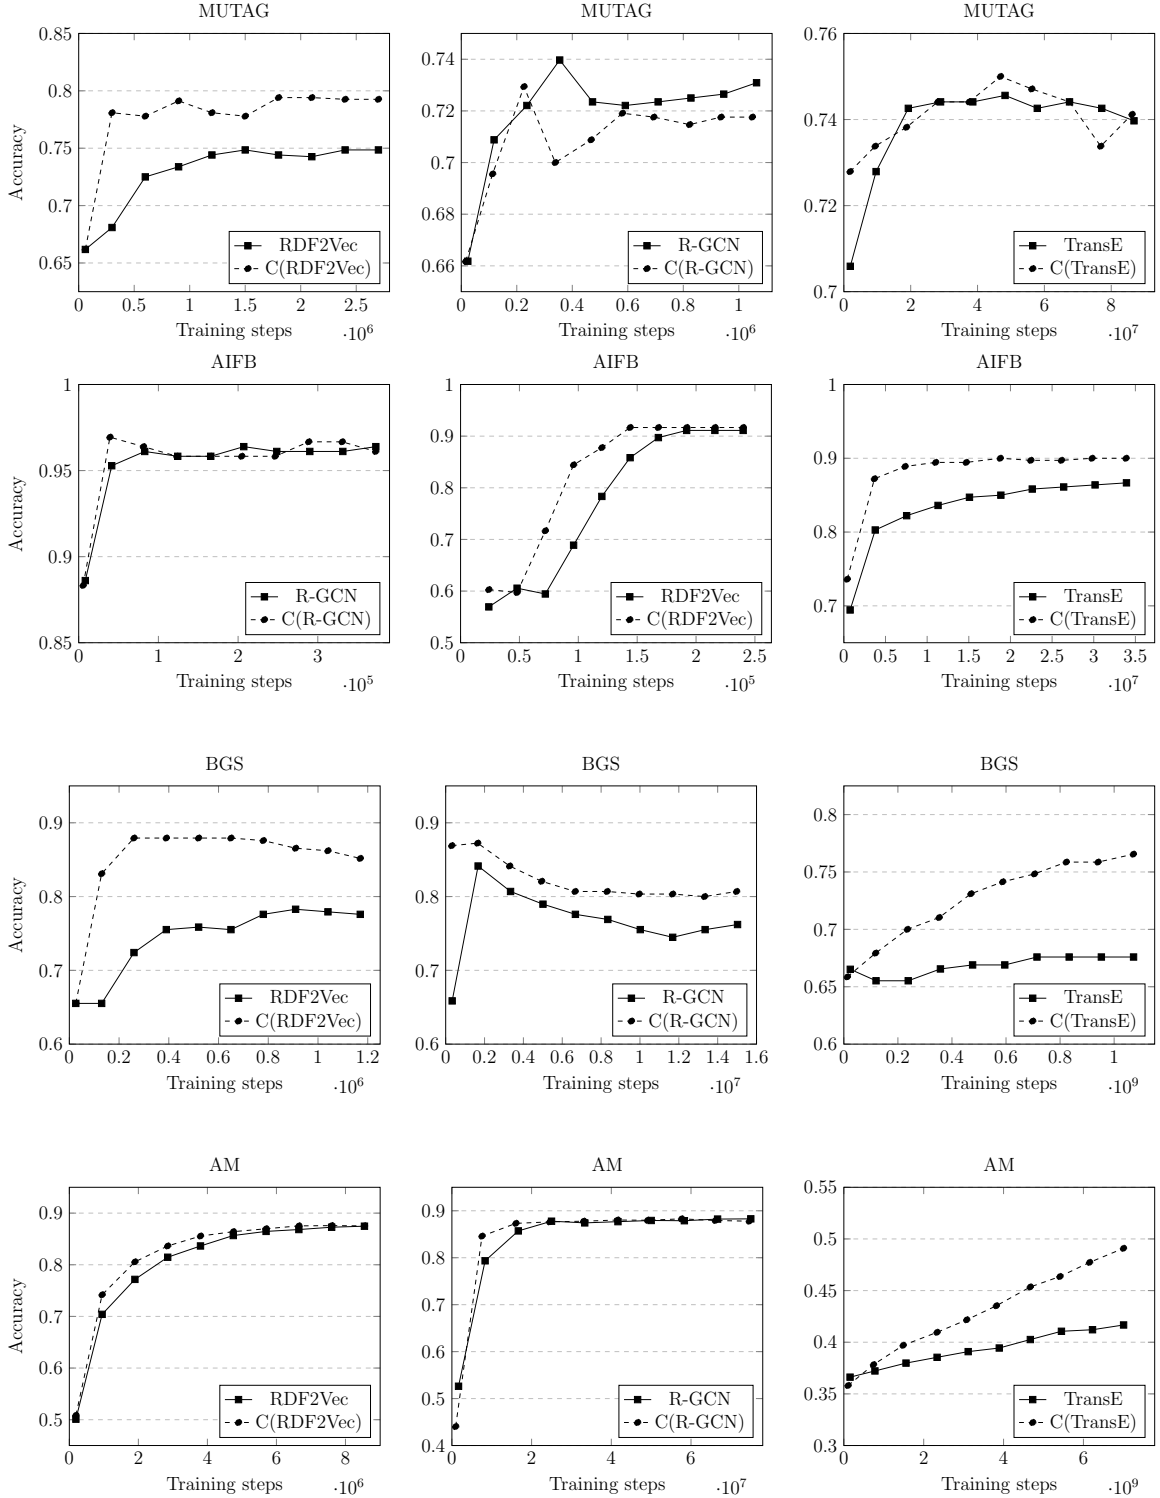 MUTAG
0.85
0.8
0.75
0.7
0.65
Accuracy
RDF2Vec
C(RDF2Vec)
0 0.5 1 1.5 2 2.5
Training steps ·10⁶
MUTAG
0.74
0.72
0.7
0.68
0.66
R-GCN
C(R-GCN)
0 0.2 0.4 0.6 0.8 1
Training steps ·10⁶
MUTAG
0.76
0.74
0.72
0.7
TransE
C(TransE)
0 2 4 6 8
Training steps ·10⁷
AIFB
1
0.95
0.9
0.85
Accuracy
R-GCN
C(R-GCN)
0 1 2 3
Training steps ·10⁵
AIFB
1
0.9
0.8
0.7
0.6
0.5
RDF2Vec
C(RDF2Vec)
0 0.5 1 1.5 2 2.5
Training steps ·10⁵
AIFB
1
0.9
0.8
0.7
TransE
C(TransE)
0 0.5 1 1.5 2 2.5 3 3.5
Training steps ·10⁷
BGS
0.9
0.8
0.7
0.6
Accuracy
RDF2Vec
C(RDF2Vec)
0 0.2 0.4 0.6 0.8 1 1.2
Training steps ·10⁶
BGS
0.9
0.8
0.7
0.6
R-GCN
C(R-GCN)
0 0.2 0.4 0.6 0.8 1 1.2 1.4 1.6
Training steps ·10⁷
BGS
0.8
0.75
0.7
0.65
0.6
TransE
C(TransE)
0 0.2 0.4 0.6 0.8 1
Training steps ·10⁹
AM
0.9
0.8
0.7
0.6
0.5
Accuracy
RDF2Vec
C(RDF2Vec)
0 2 4 6 8
Training steps ·10⁶
AM
0.9
0.8
0.7
0.6
0.5
0.4
R-GCN
C(R-GCN)
0 2 4 6
Training steps ·10⁷
AM
0.55
0.5
0.45
0.4
0.35
0.3
TransE
C(TransE)
0 2 4 6
Training steps ·10⁹